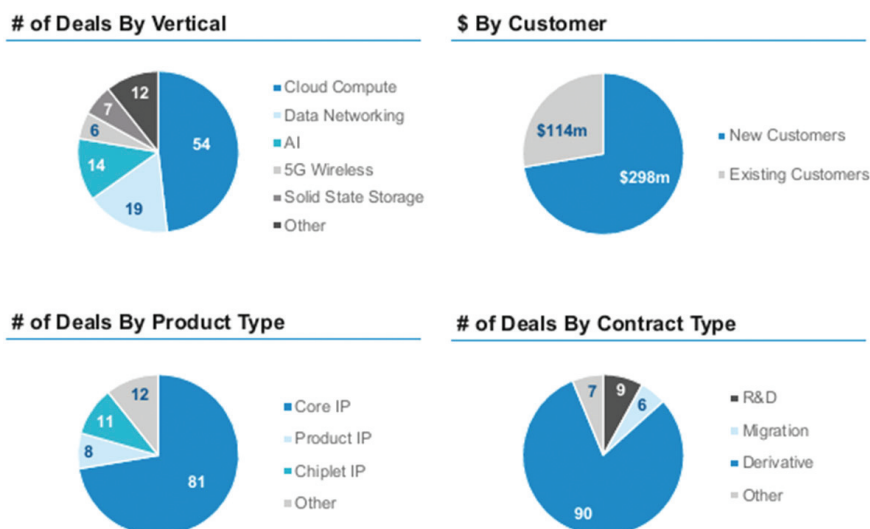 # of Deals By Vertical
12
7
6
54
14
19
Cloud Compute
Data Networking
AI
5G Wireless
Solid State Storage
Other
$ By Customer
$114m
$298m
New Customers
Existing Customers
# of Deals By Product Type
12
11
8
81
Core IP
Product IP
Chiplet IP
Other
# of Deals By Contract Type
7
9
6
90
R&D
Migration
Derivative
Other